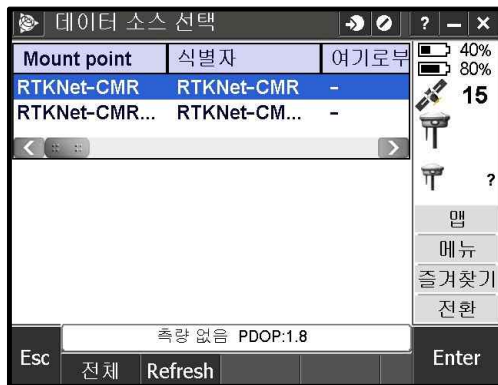 데이터 소스 선택
? – ×
Mount point 식별자 여기로부
40%
80%
RTKNet-CMR RTKNet-CMR -
RTKNet-CMR... RTKNet-CM... -
15
?
맵
메뉴
즐겨찾기
전환
측량 없음 PDOP:1.8
Esc 전체 Refresh Enter